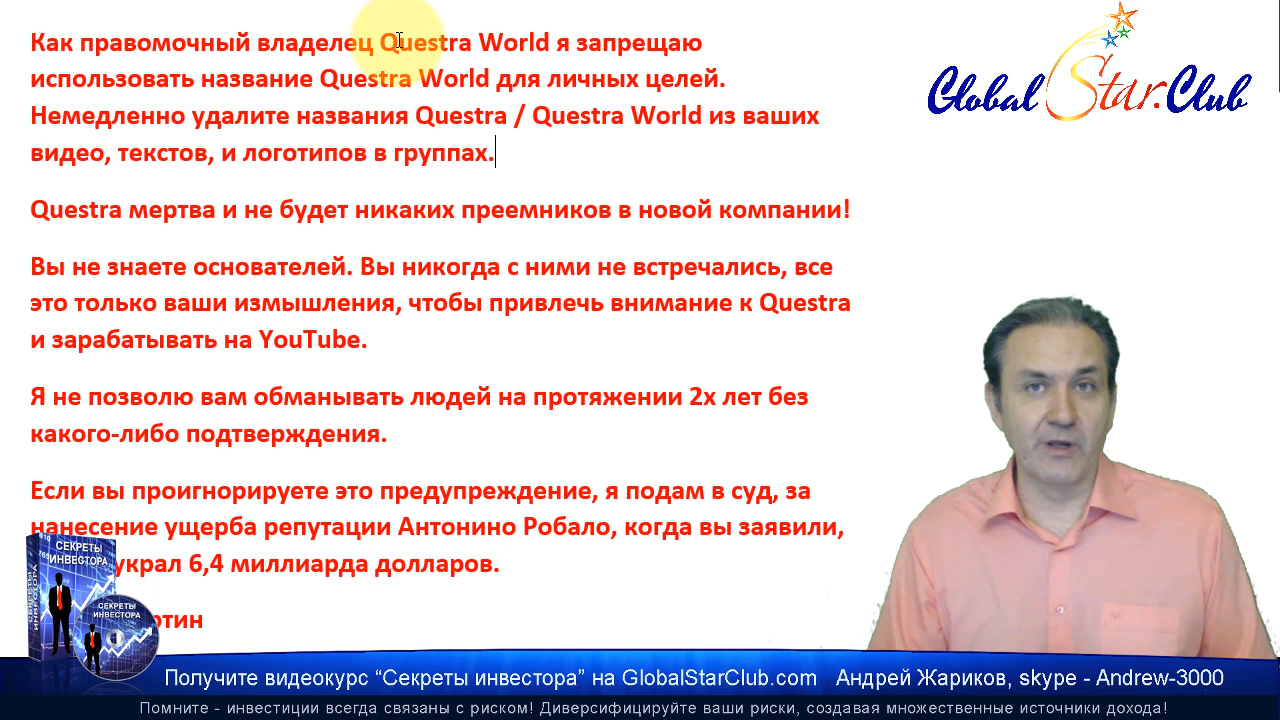 Как правомочный владелец Questra World я запрещаю
использовать название Questra World для личных целей.
Немедленно удалите названия Questra / Questra World из ваших
видео, текстов, и логотипов в группах.
Questra мертва и не будет никаких преемников в новой компании!
Вы не знаете основателей. Вы никогда с ними не встречались, все
это только ваши измышления, чтобы привлечь внимание к Questra
и зарабатывать на YouTube.
Я не позволю вам обманывать людей на протяжении 2х лет без
какого-либо подтверждения.
Если вы проигнорируете это предупреждение, я подам в суд, за
нанесение ущерба репутации Антонино Робало, когда вы заявили,
украл 6,4 миллиарда долларов.
Global Star.Club
СЕКРЕТЫ
ИНВЕСТОРА
СЕКРЕТЫ
ИНВЕСТОРА
СЕКРЕТЫ
ИНВЕСТОРА
Получите видеокурс “Секреты инвестора” на GlobalStarClub.com Андрей Жариков, skype - Andrew-3000
Помните - инвестиции всегда связаны с риском! Диверсифицируйте ваши риски, создавая множественные источники дохода!